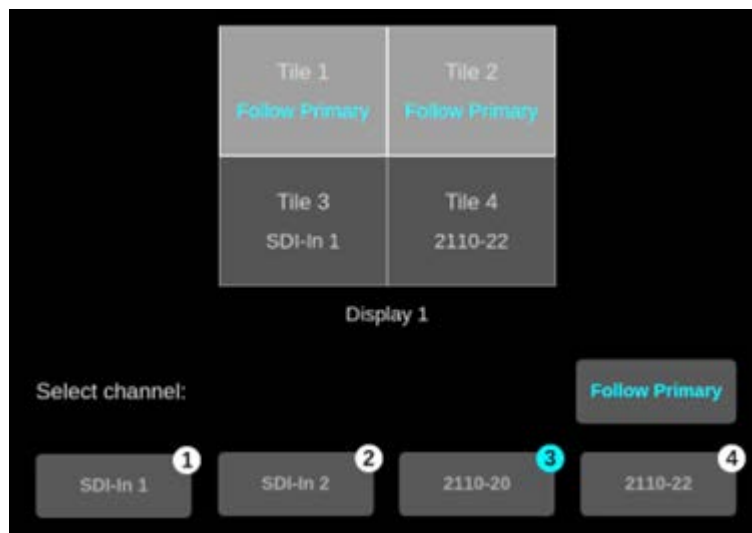 Tile 1
Tile 2
Follow Primary
Follow Primary
Tile 3
Tile 4
SDI-In 1
2110-22
Display 1
Select channel:
Follow Primary
1
2
3
4
SDI-In 1
SDI-In 2
2110-20
2110-22